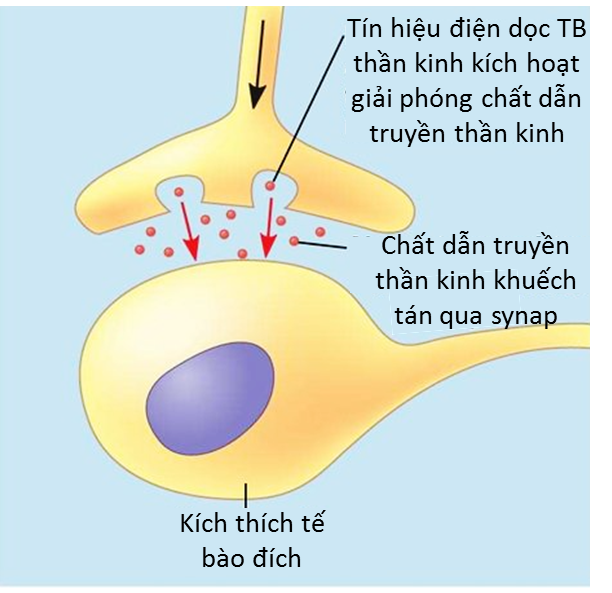 Tín hiệu điện dọc TB
thần kinh kích hoạt
giải phóng chất dẫn
truyền thần kinh
Chất dẫn truyền
thần kinh khuếch
tán qua synap
Kích thích tế
bào đích